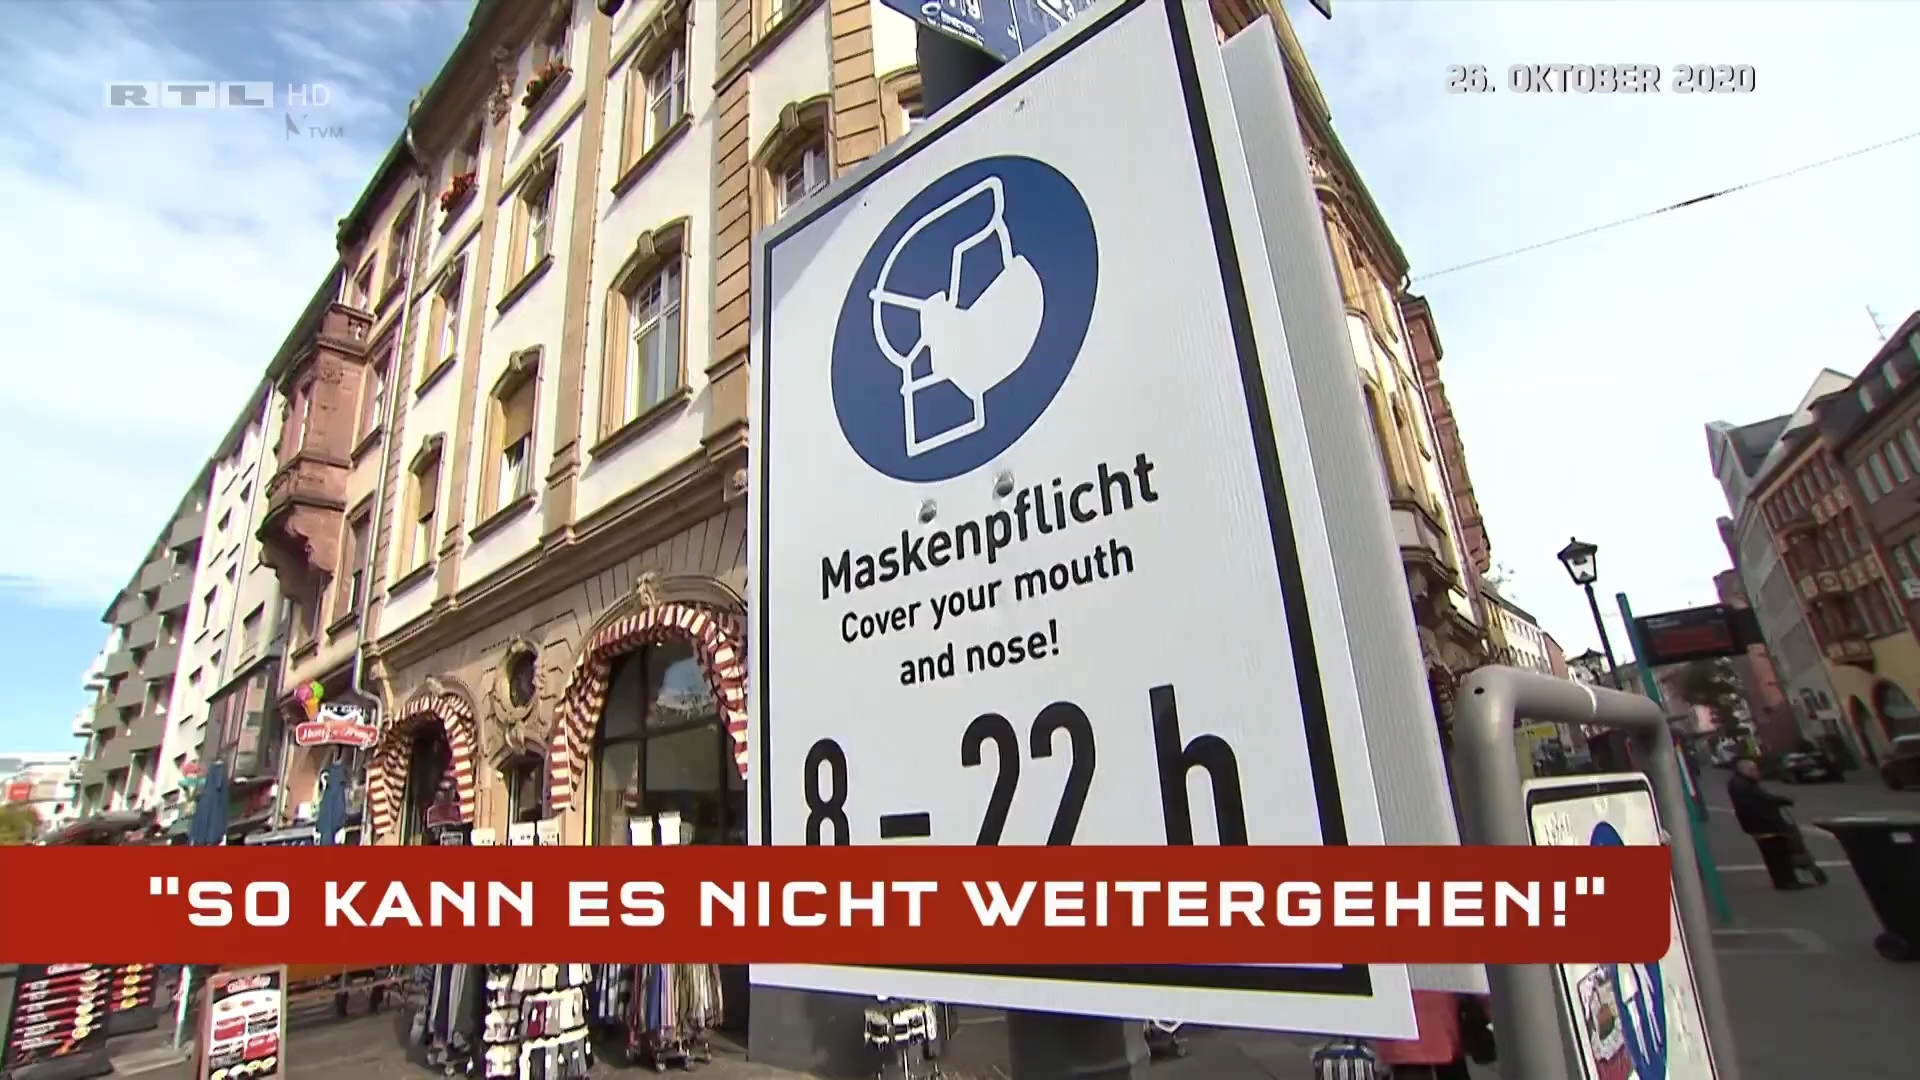 RTL HD
TVM
26. OKTOBER 2020
Maskenpflicht
Cover your mouth
and nose!
8 – 22 h
"SO KANN ES NICHT WEITERGEHEN!"